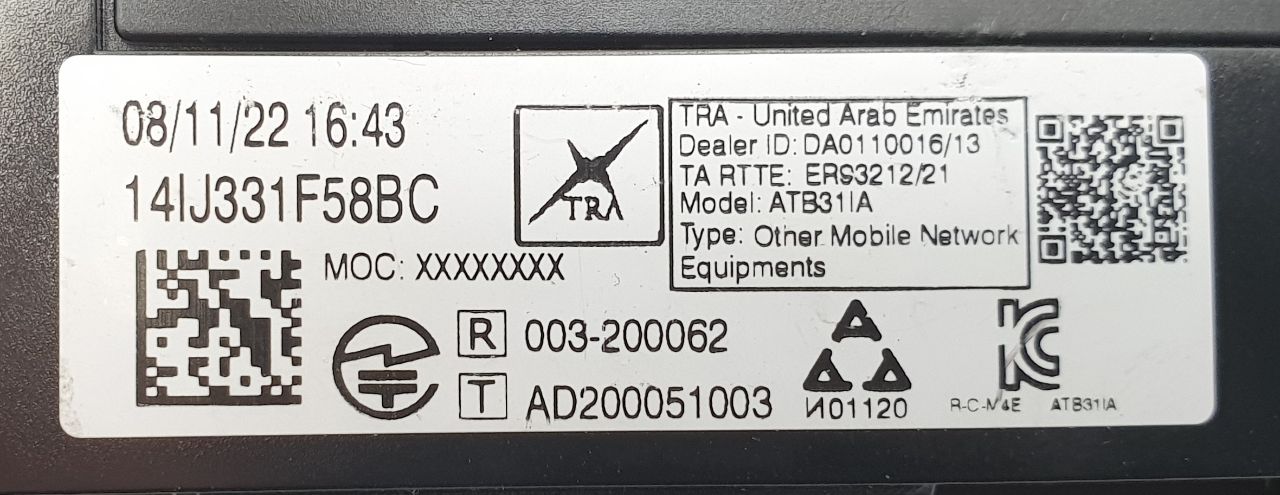 08/11/22 16:43
14IJ331F58BC
MOC: XXXXXXXX
TRA
TRA - United Arab Emirates
Dealer ID: DA0110016/13
TA RTTE: ER93212/21
Model: ATB31IA
Type: Other Mobile Network
Equipments
R 003-200062
T AD200051003
И01120
R-C-M4E ATB31IA